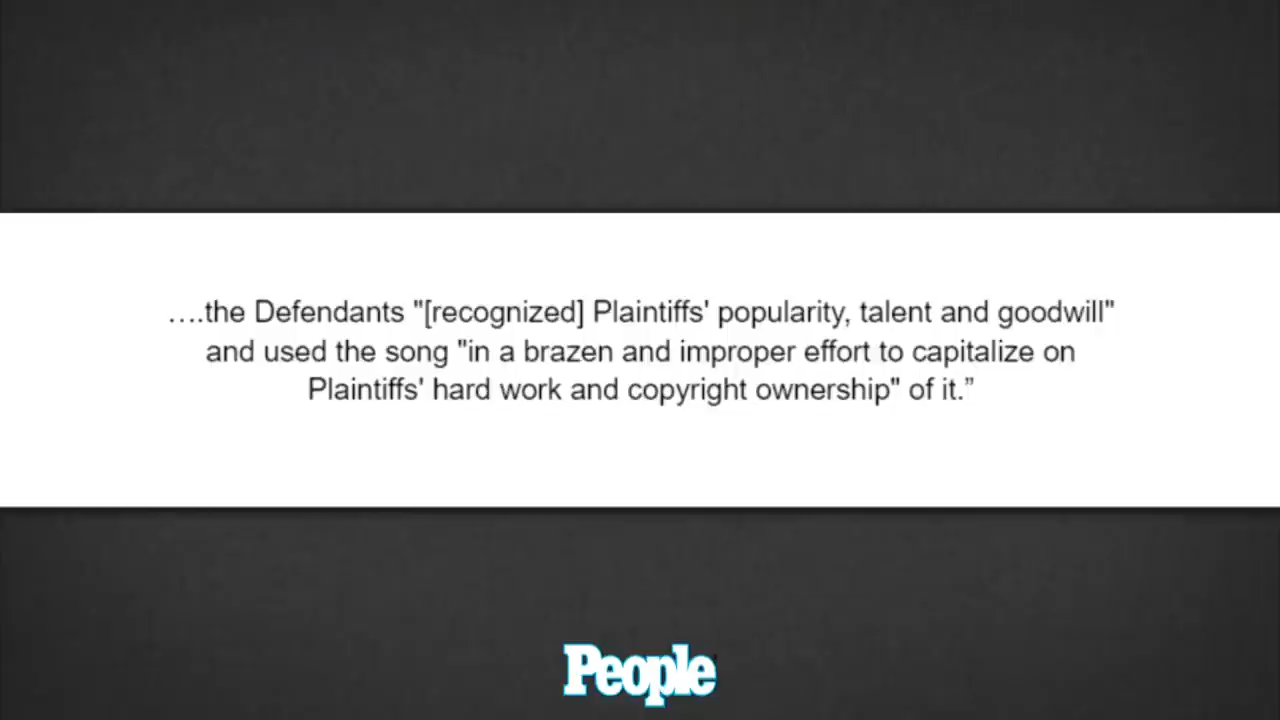 ….the Defendants "[recognized] Plaintiffs' popularity, talent and goodwill"
and used the song "in a brazen and improper effort to capitalize on
Plaintiffs' hard work and copyright ownership" of it.”
People